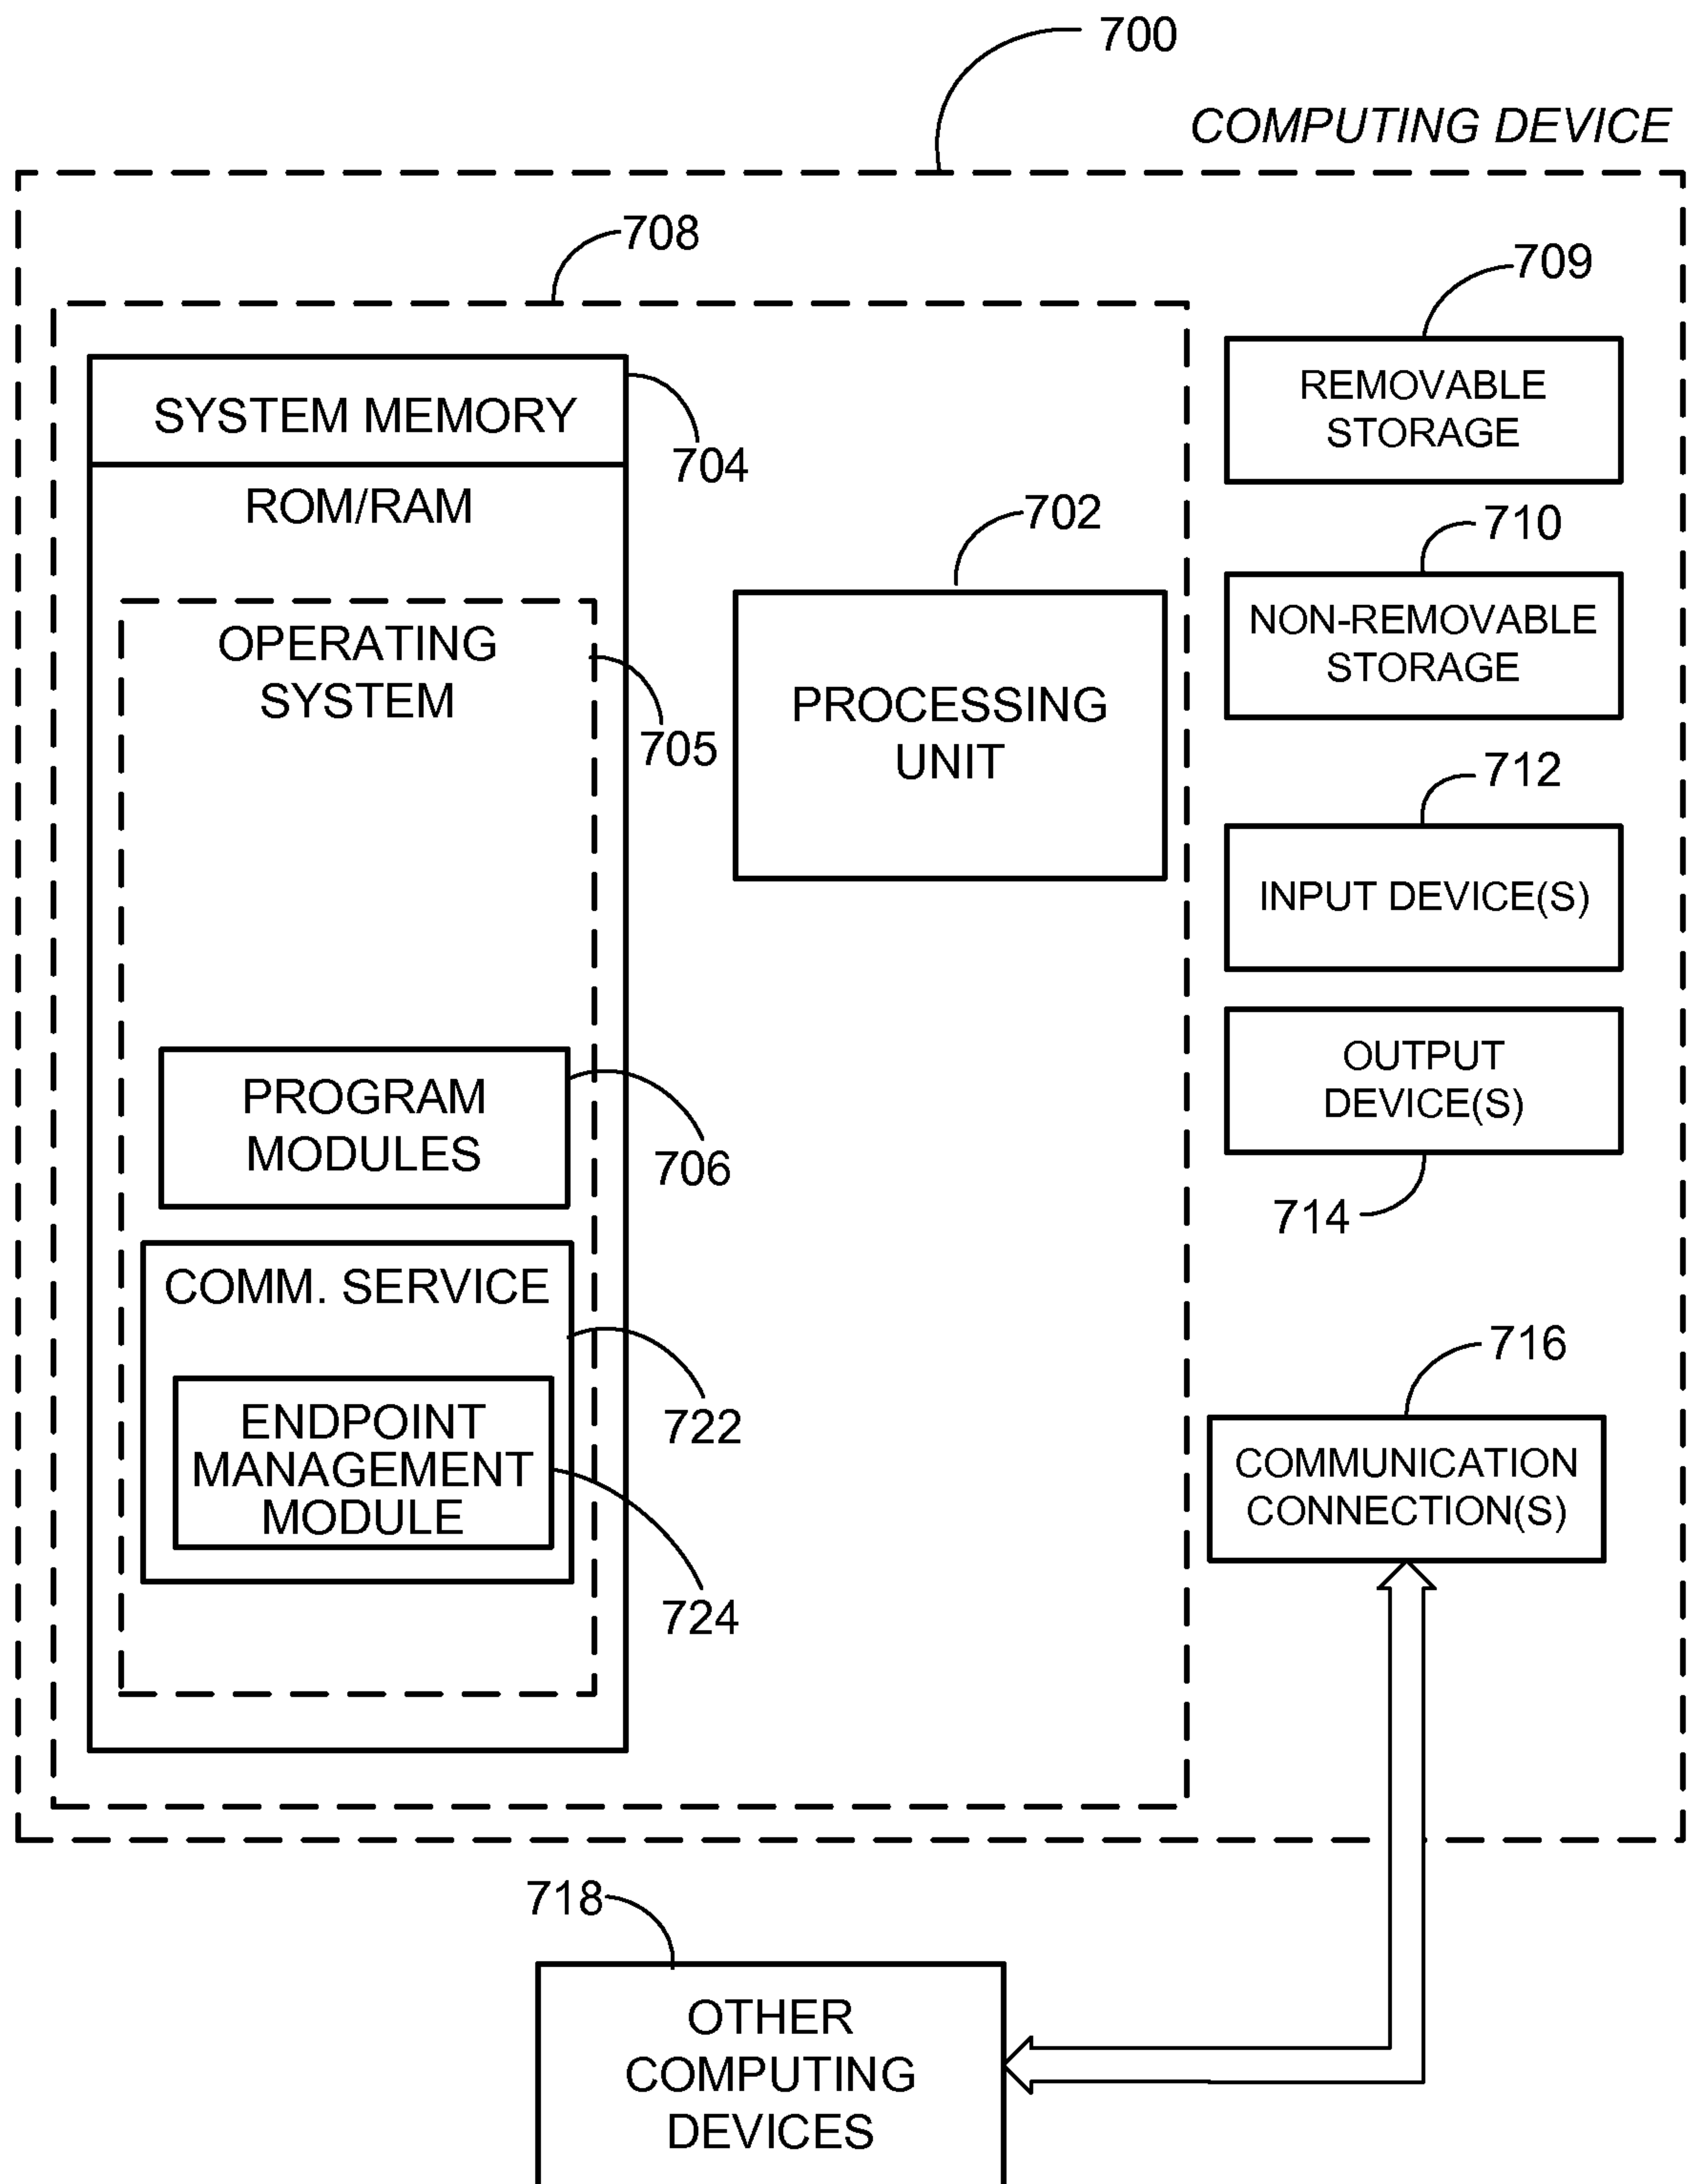 700
COMPUTING DEVICE
708
709
SYSTEM MEMORY
704
ROM/RAM
OPERATING
SYSTEM
705
PROGRAM
MODULES
706
COMM. SERVICE
722
ENDPOINT
MANAGEMENT
MODULE
724
702
PROCESSING
UNIT
REMOVABLE
STORAGE
710
NON-REMOVABLE
STORAGE
712
INPUT DEVICE(S)
OUTPUT
DEVICE(S)
714
716
COMMUNICATION
CONNECTION(S)
718
OTHER
COMPUTING
DEVICES